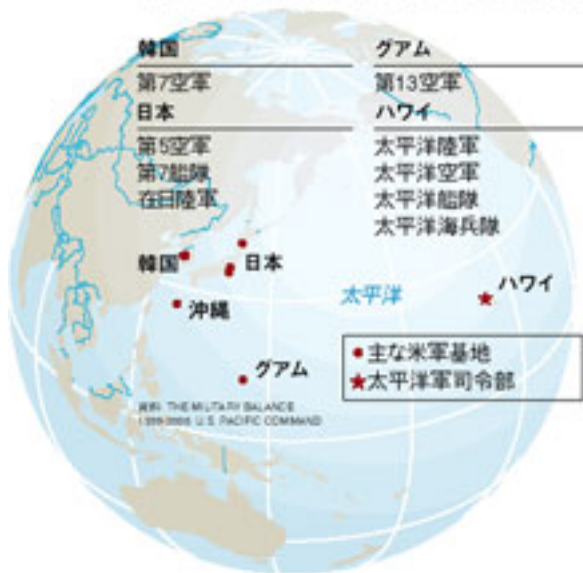 韓国
第7空軍
日本
第5空軍
第7艦隊
在日陸軍
グアム
第13空軍
ハワイ
太平洋陸軍
太平洋空軍
太平洋艦隊
太平洋海兵隊
韓国
日本
沖縄
太平洋
ハワイ
グアム
主な米軍基地
太平洋軍司令部
資料: THE MILITARY BALANCE
U.S. PACIFIC COMMAND